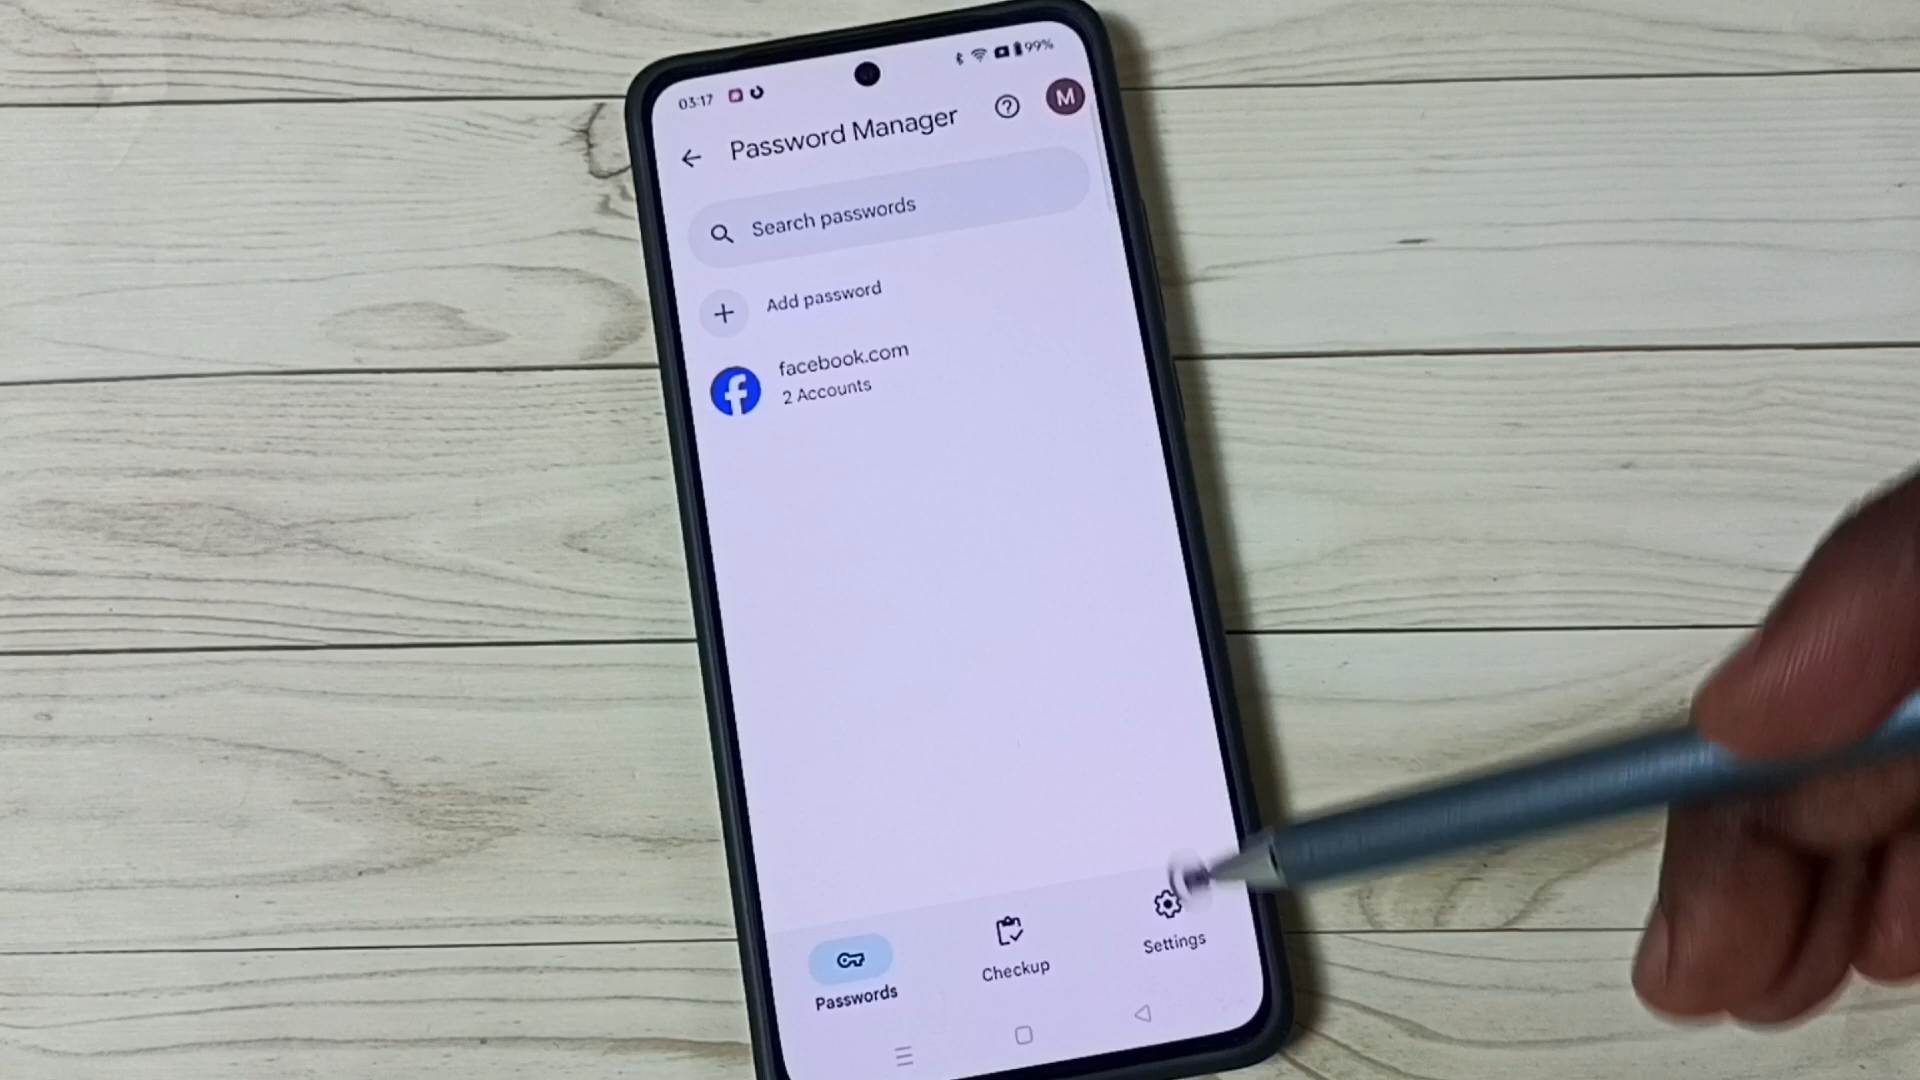 03:17
99%
Password Manager
M
Search passwords
Add password
facebook.com
2 Accounts
Passwords
Checkup
Settings